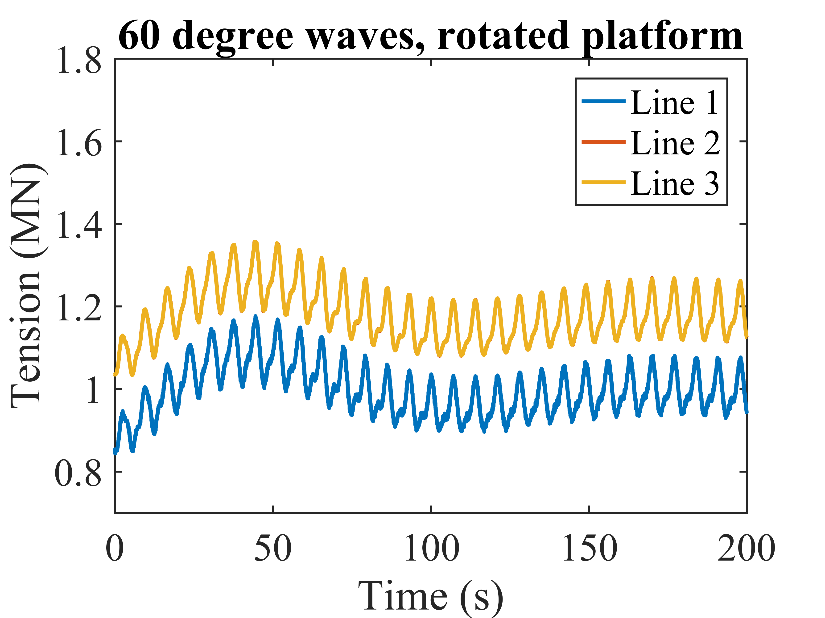 60 degree waves, rotated platform
Tension (MN)
1.8
1.6
1.4
1.2
1
0.8
Line 1
Line 2
Line 3
0
50
100
150
200
Time (s)